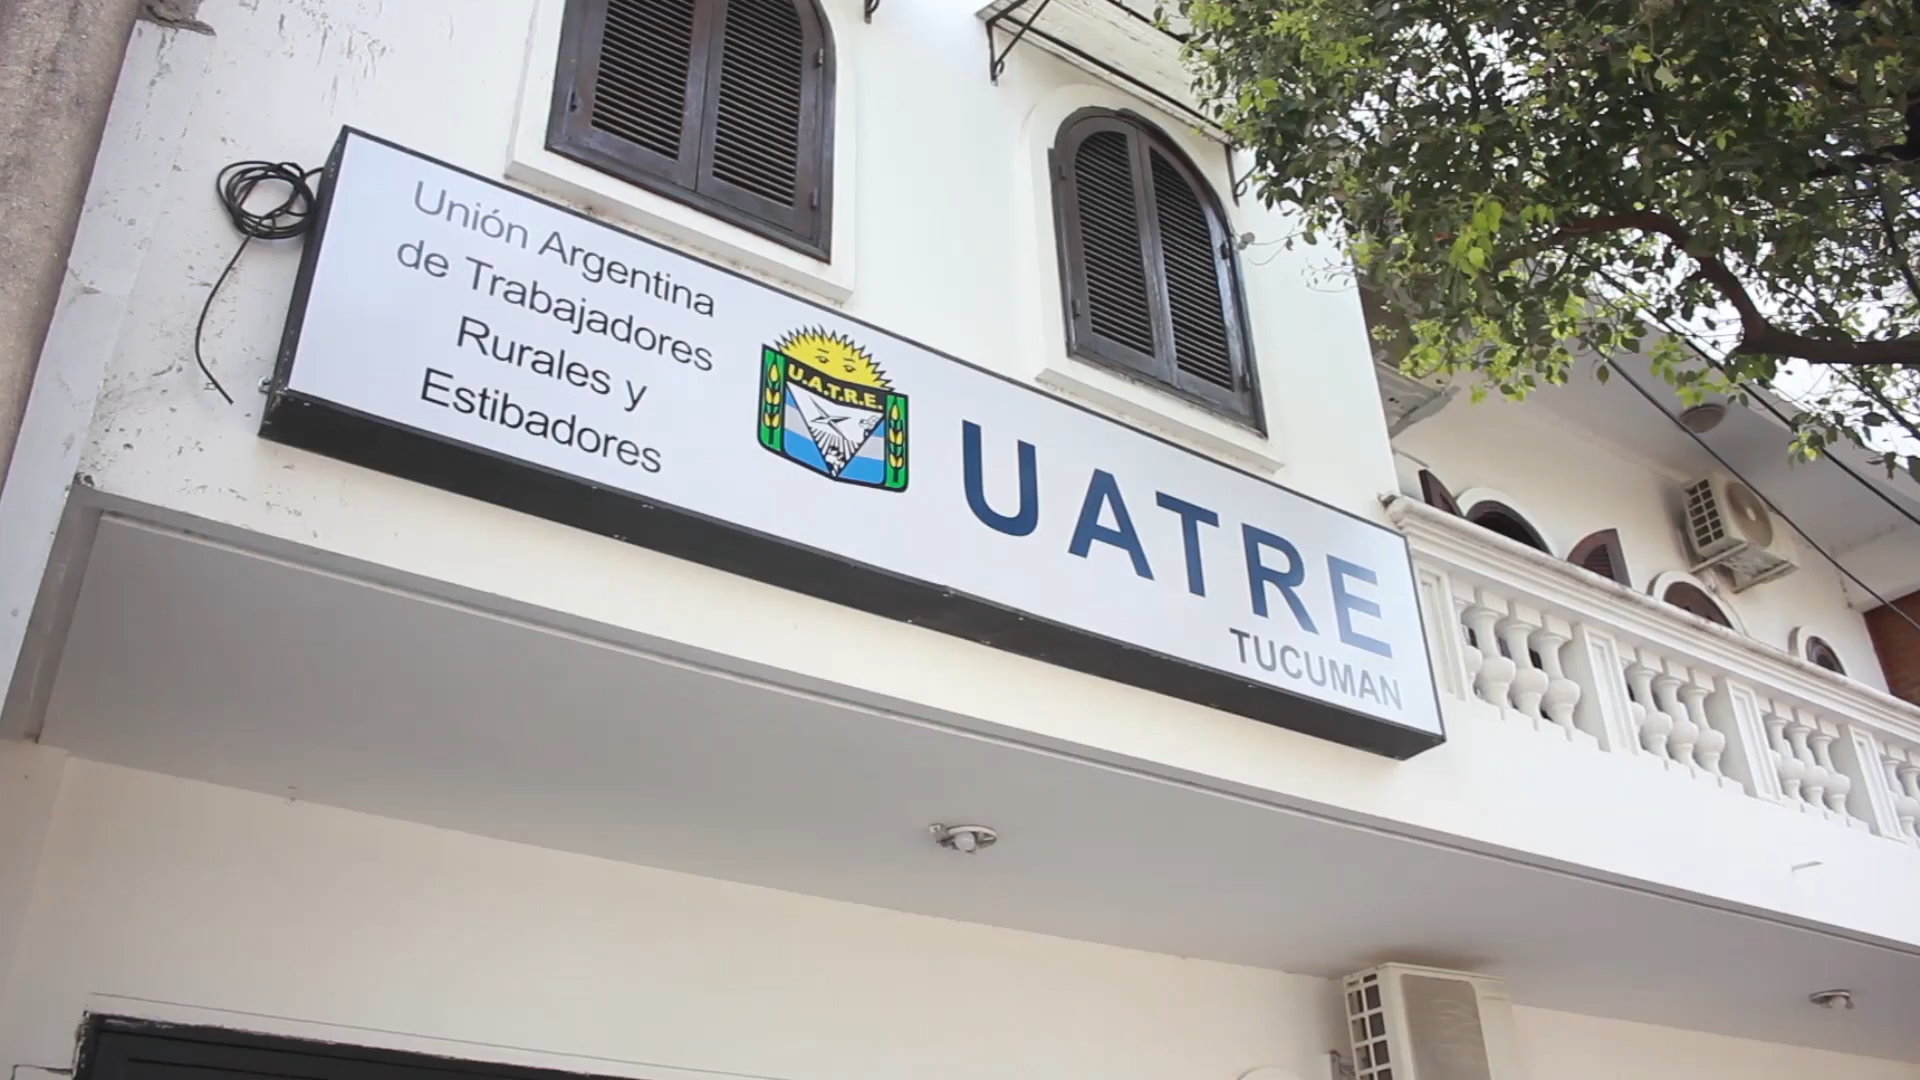 Unión Argentina
de Trabajadores
Rurales y
Estibadores
U.A.T.R.E.
UATRE
TUCUMAN